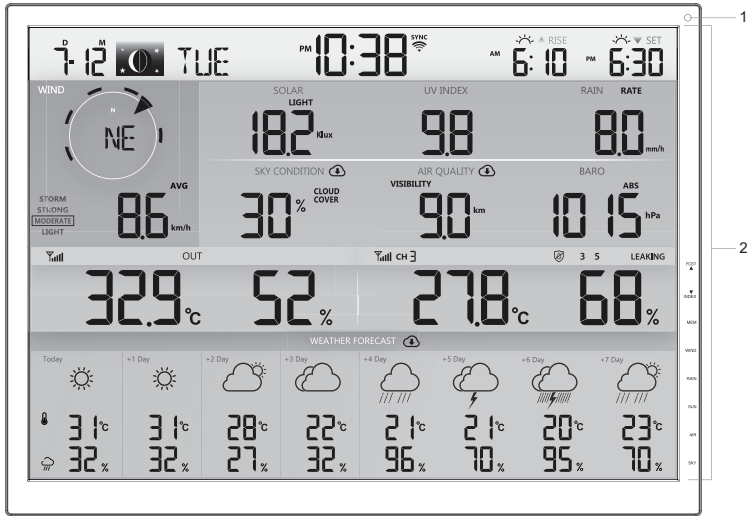 1
D M
7-12 TUE PM 10:38 SYNC AM 6:10 RISE PM 6:30 SET
WIND
N
NE
AVG
8.6 km/h
STORM
STRONG
MODERATE
LIGHT
SOLAR
LIGHT
18.2 Klux
UV INDEX
9.8
RAIN RATE
8.0 mm/h
SKY CONDITION
30 % CLOUD
COVER
AIR QUALITY
VISIBILITY
9.0 km
BARO
ABS
1015 hPa
2
OUT CH 3 3 5 LEAKING
32.9 °C 52 % 27.8 °C 68 %
WEATHER FORECAST
Today +1 Day +2 Day +3 Day +4 Day +5 Day +6 Day +7 Day
31°C 31°C 28°C 22°C 21°C 21°C 20°C 23°C
32% 32% 27% 32% 96% 70% 95% 70%
FCST
INDEX
MEM
WIND
RAIN
SUN
AIR
SKY